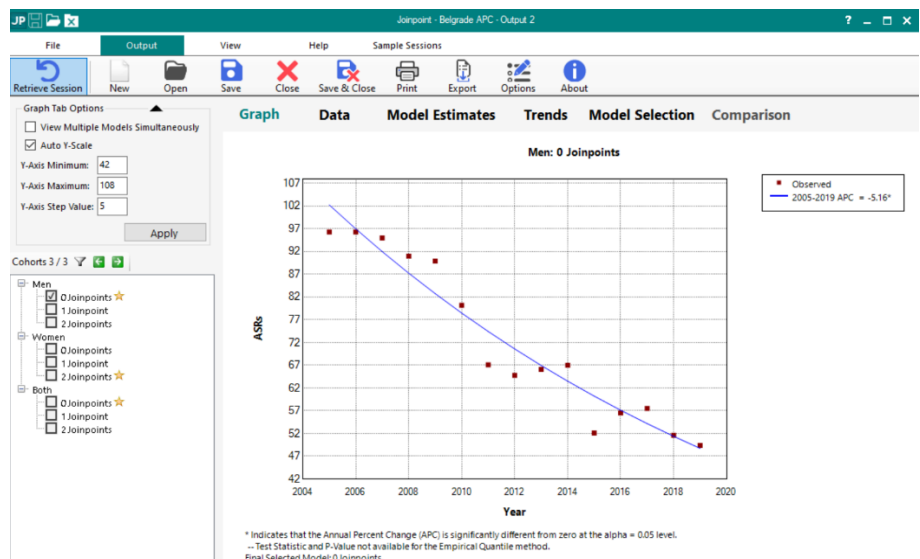 JP Joinpoint - Belgrade APC - Output 2 ?
File Output View Help Sample Sessions
Retrieve Session New Open Save Close Save & Close Print Export Options About
Graph Tab Options
View Multiple Models Simultaneously
Auto Y-Scale
Y-Axis Minimum: 42
Y-Axis Maximum: 108
Y-Axis Step Value: 5
Apply
Cohorts 3 / 3
Men
0 Joinpoints
1 Joinpoint
2 Joinpoints
Women
0 Joinpoints
1 Joinpoint
2 Joinpoints
Both
0 Joinpoints
1 Joinpoint
2 Joinpoints
Graph Data Model Estimates Trends Model Selection Comparison
Men: 0 Joinpoints
107
102
97
92
87
82
77
72
67
62
57
52
47
42
ASRs
2004 2006 2008 2010 2012 2014 2016 2018 2020
Year
Observed
2005-2019 APC = -5.16*
* Indicates that the Annual Percent Change (APC) is significantly different from zero at the alpha = 0.05 level.
-- Test Statistic and P-Value not available for the Empirical Quantile method.
Final Selected Model: 0 Joinpoints